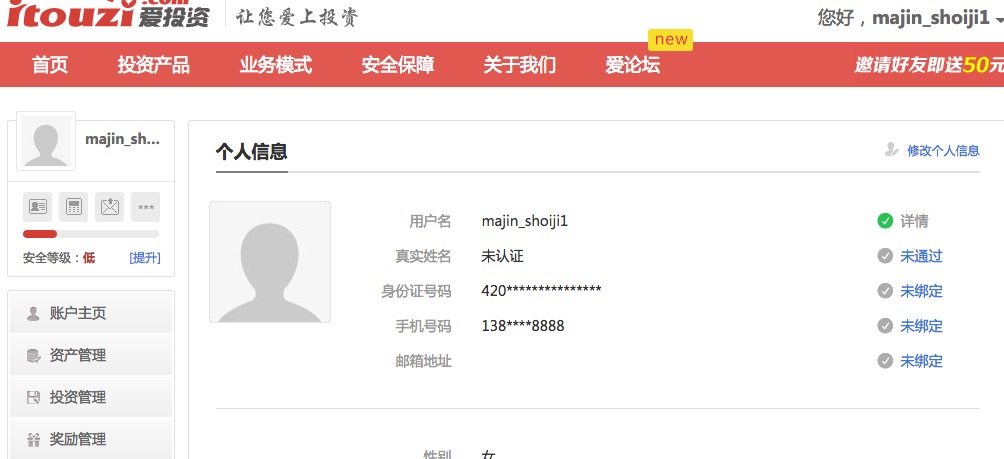 itouzi.com 爱投资 让您爱上投资
您好，majin_shoiji1
new
首页 投资产品 业务模式 安全保障 关于我们 爱论坛 邀请好友即送50元
majin_sh...
安全等级：低 [提升]
账户主页
资产管理
投资管理
奖励管理
个人信息 修改个人信息
用户名 majin_shoiji1 详情
真实姓名 未认证 未通过
身份证号码 420*************** 未绑定
手机号码 138****8888 未绑定
邮箱地址 未绑定
性别 女